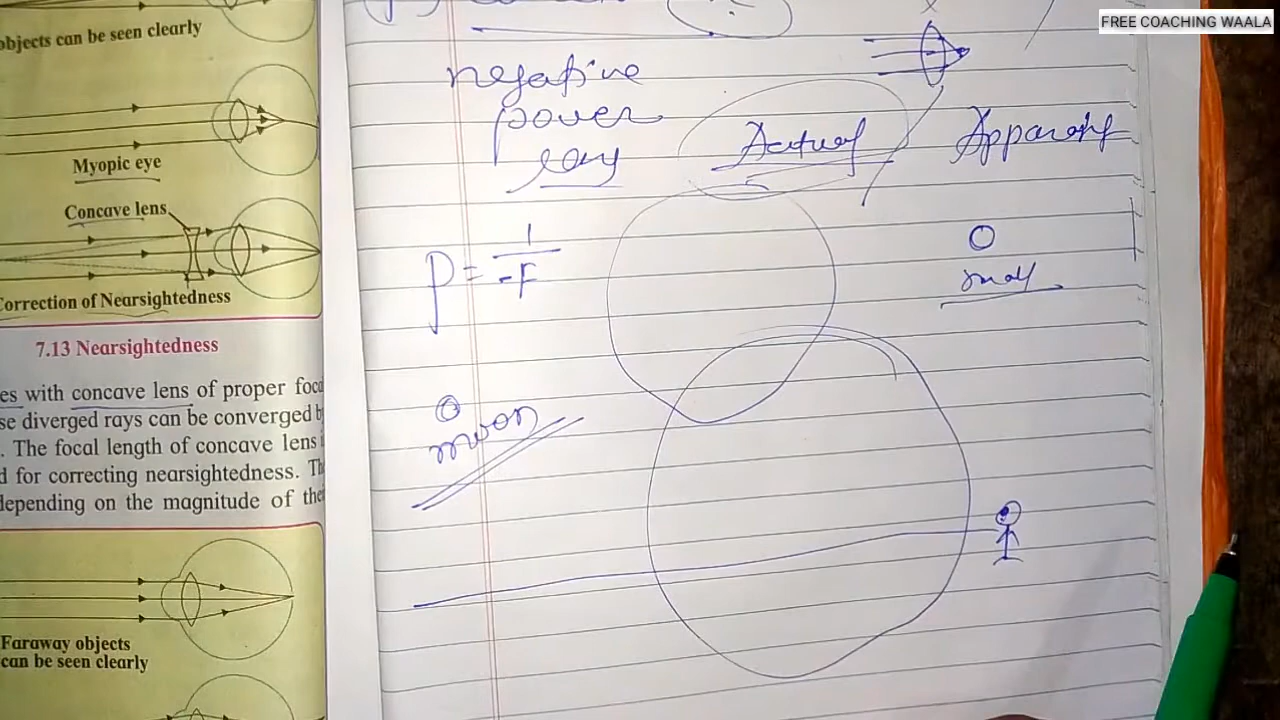 FREE COACHING WAALA
objects can be seen clearly
Myopic eye
Concave lens
Correction of Nearsightedness
7.13 Nearsightedness
es with concave lens of proper foca
se diverged rays can be converged b
. The focal length of concave lens i
d for correcting nearsightedness. Th
depending on the magnitude of the
Faraway objects
can be seen clearly
negative
power
ray
Actual
Apparent
P = 1
-F
small
moon